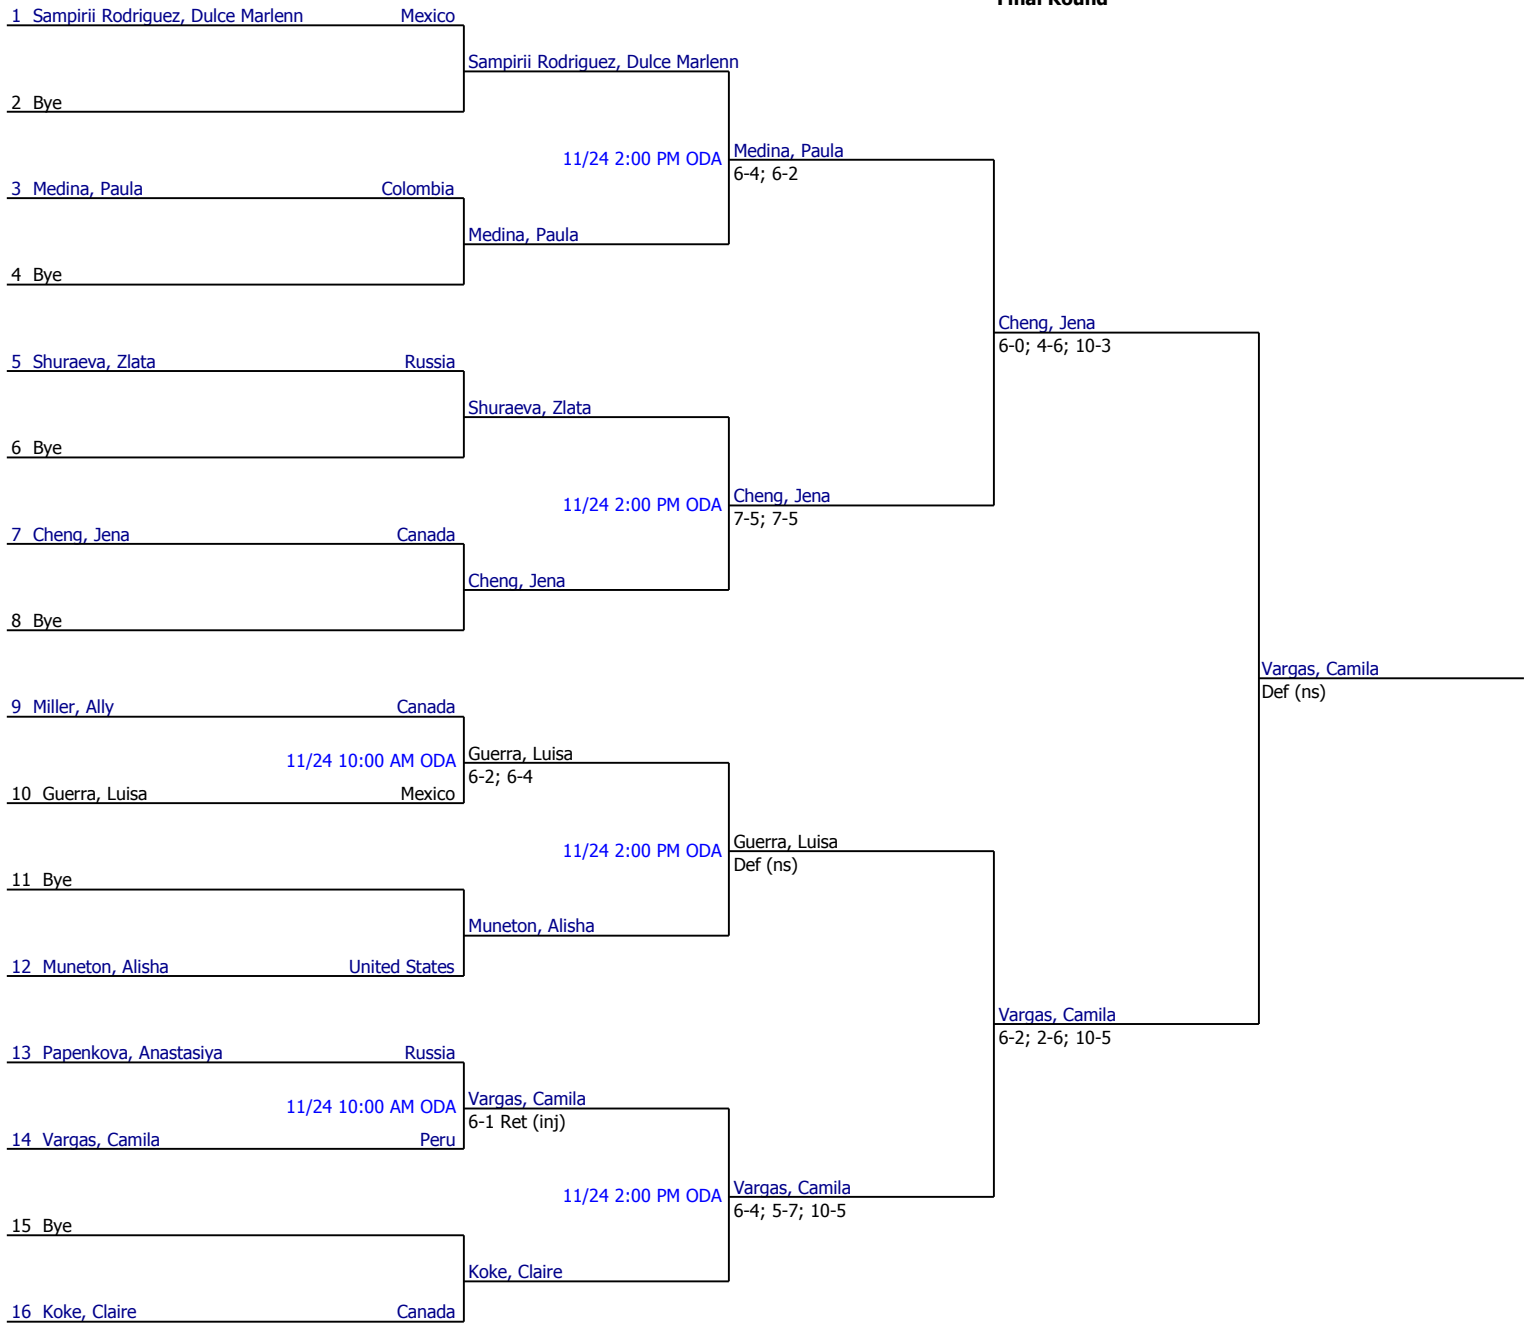 Final Round
1 Sampirii Rodriguez, Dulce Marlenn Mexico
Sampirii Rodriguez, Dulce Marlenn
2 Bye
11/24 2:00 PM ODA Medina, Paula
6-4; 6-2
3 Medina, Paula Colombia
Medina, Paula
4 Bye
Cheng, Jena
6-0; 4-6; 10-3
5 Shuraeva, Zlata Russia
Shuraeva, Zlata
6 Bye
11/24 2:00 PM ODA Cheng, Jena
7-5; 7-5
7 Cheng, Jena Canada
Cheng, Jena
8 Bye
Vargas, Camila
Def (ns)
9 Miller, Ally Canada
11/24 10:00 AM ODA Guerra, Luisa
6-2; 6-4
10 Guerra, Luisa Mexico
11/24 2:00 PM ODA Guerra, Luisa
Def (ns)
11 Bye
Muneton, Alisha
12 Muneton, Alisha United States
Vargas, Camila
6-2; 2-6; 10-5
13 Papenkova, Anastasiya Russia
11/24 10:00 AM ODA Vargas, Camila
6-1 Ret (inj)
14 Vargas, Camila Peru
11/24 2:00 PM ODA Vargas, Camila
6-4; 5-7; 10-5
15 Bye
Koke, Claire
16 Koke, Claire Canada